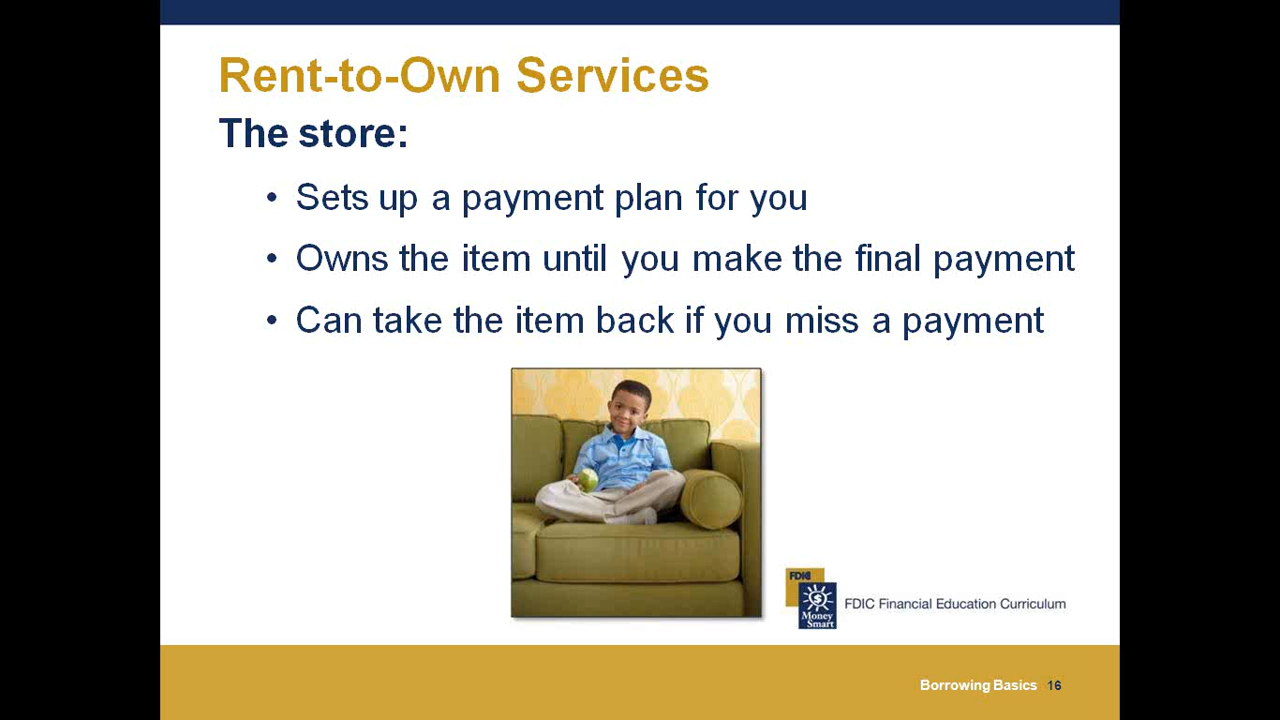 Rent-to-Own Services
The store:
• Sets up a payment plan for you
• Owns the item until you make the final payment
• Can take the item back if you miss a payment
FDIC
Money
Smart
FDIC Financial Education Curriculum
Borrowing Basics 16